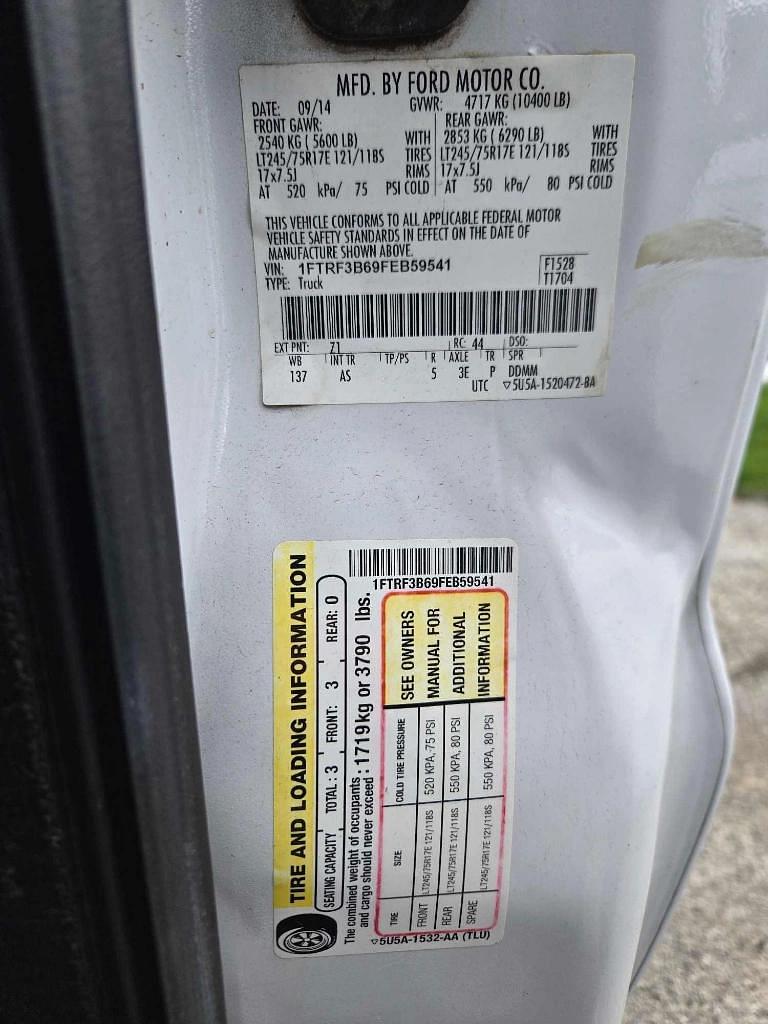 MFD. BY FORD MOTOR CO.
DATE: 09/14 GVWR: 4717 KG (10400 LB)
FRONT GAWR: REAR GAWR:
2540 KG ( 5600 LB) WITH 2853 KG ( 6290 LB) WITH
LT245/75R17E 121/118S TIRES LT245/75R17E 121/118S TIRES
17x7.5J RIMS 17x7.5J RIMS
AT 520 kPa/ 75 PSI COLD AT 550 kPa/ 80 PSI COLD
THIS VEHICLE CONFORMS TO ALL APPLICABLE FEDERAL MOTOR
VEHICLE SAFETY STANDARDS IN EFFECT ON THE DATE OF
MANUFACTURE SHOWN ABOVE.
VIN: 1FTRF3B69FEB59541 F1528
TYPE: Truck T1704
EXT PNT: Z1 RC: 44 DSO:
WB INT TR TP/PS R AXLE TR SPR
137 AS 5 3E P DDMM
UTC ▽5U5A-1520472-BA
1FTRF3B69FEB59541
TIRE AND LOADING INFORMATION
SEATING CAPACITY TOTAL: 3 FRONT: 3 REAR: 0
The combined weight of occupants
and cargo should never exceed : 1719kg or 3790 lbs.
TIRE SIZE COLD TIRE PRESSURE
FRONT LT245/75R17E 121/118S 520 KPA, 75 PSI
REAR LT245/75R17E 121/118S 550 KPA, 80 PSI
SPARE LT245/75R17E 121/118S 550 KPA, 80 PSI
SEE OWNERS
MANUAL FOR
ADDITIONAL
INFORMATION
▽5U5A-1532-AA (TLU)